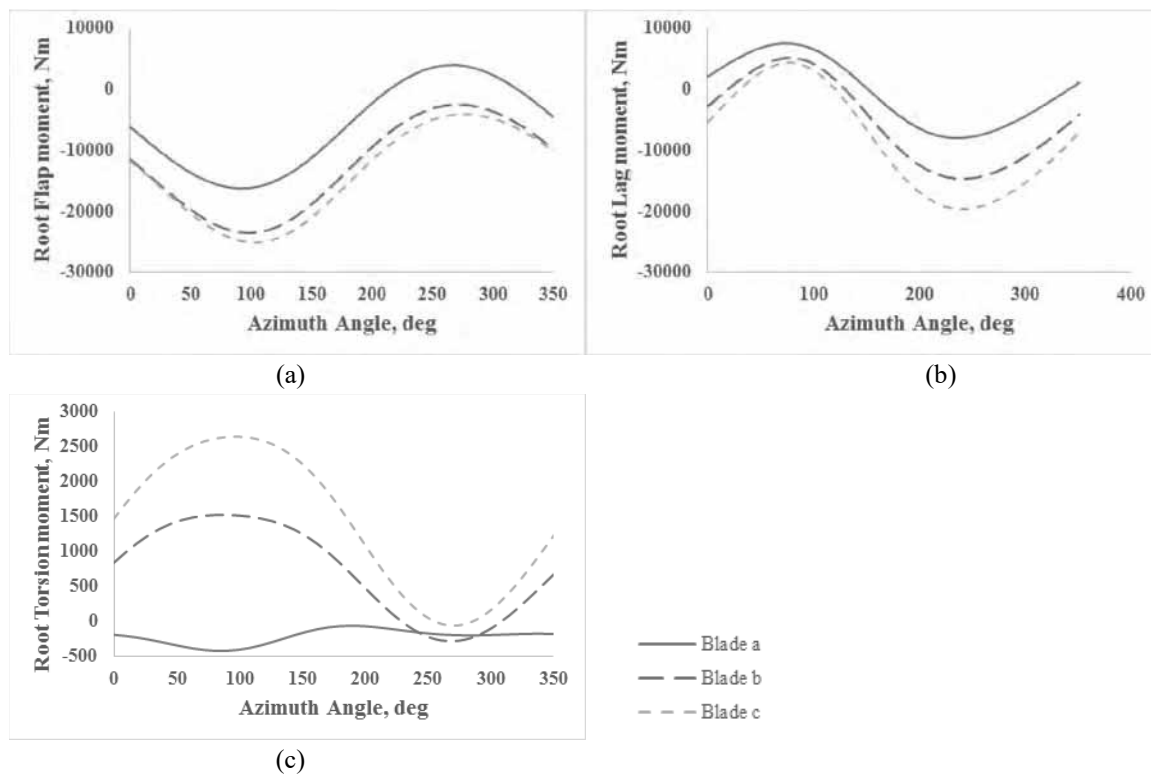 10000
0
-10000
-20000
-30000
Root Flap moment, Nm
0 50 100 150 200 250 300 350
Azimuth Angle, deg
(a)
10000
0
-10000
-20000
-30000
Root Lag moment, Nm
0 100 200 300 400
Azimuth Angle, deg
(b)
3000
2500
2000
1500
1000
500
0
-500
Root Torsion moment, Nm
0 50 100 150 200 250 300 350
Azimuth Angle, deg
(c)
Blade a
Blade b
Blade c